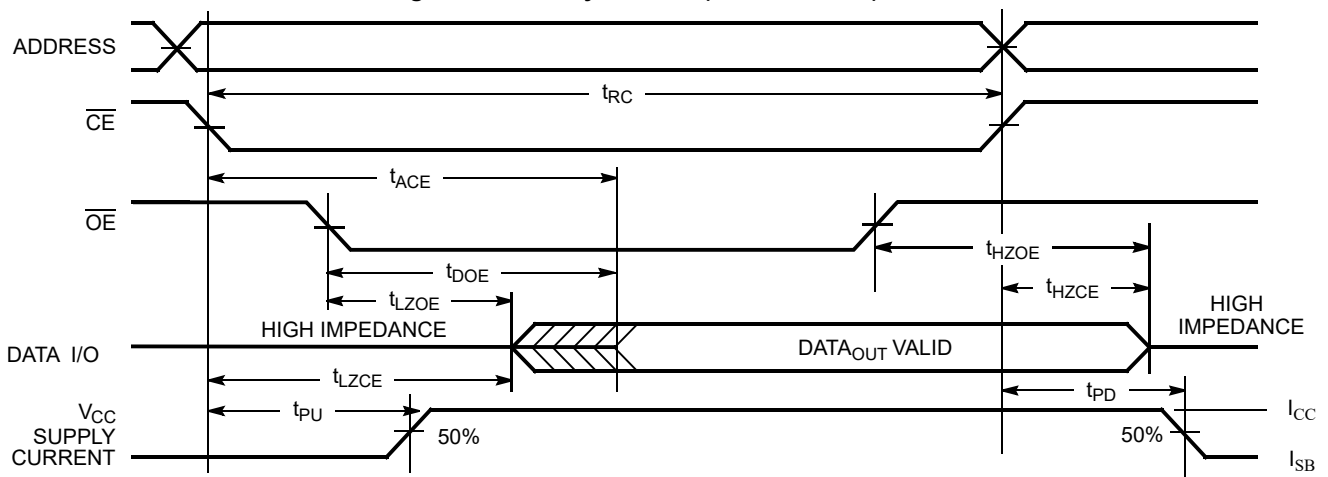 ADDRESS
tRC
CE
tACE
OE
tHZOE
tDOE
tLZOE
tHZCE
HIGH IMPEDANCE
HIGH
IMPEDANCE
DATA I/O
DATAOUT VALID
tLZCE
tPD
tPU
VCC
SUPPLY
CURRENT
50%
50%
ICC
ISB